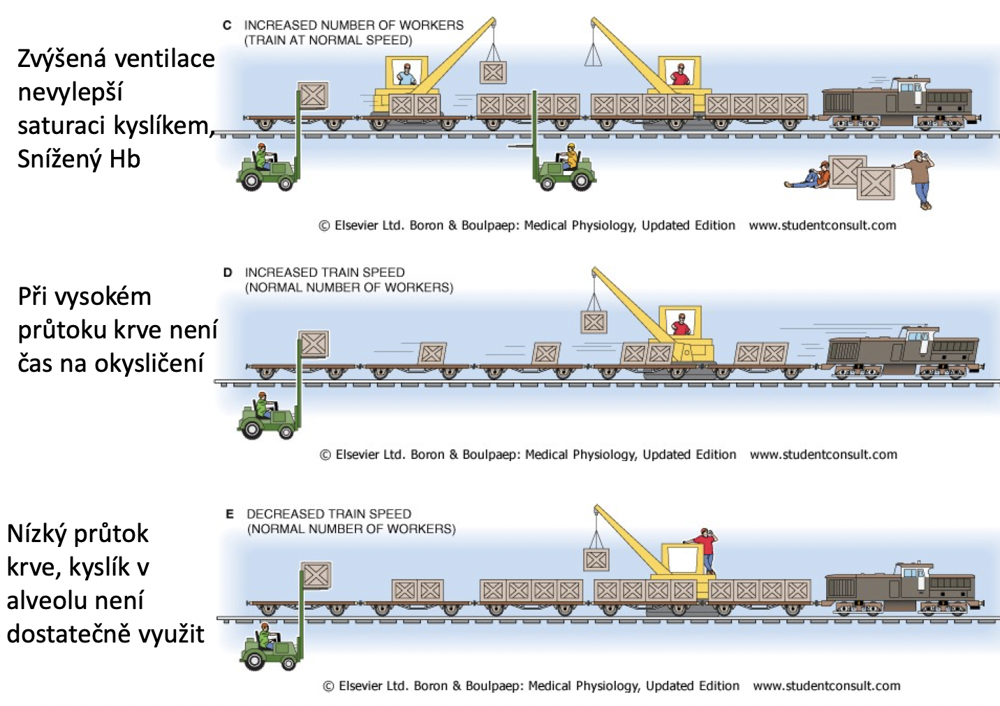 C INCREASED NUMBER OF WORKERS
(TRAIN AT NORMAL SPEED)
Zvýšená ventilace
nevylepší
saturaci kyslíkem,
Snížený Hb
© Elsevier Ltd. Boron & Boulpaep: Medical Physiology, Updated Edition www.studentconsult.com
D INCREASED TRAIN SPEED
(NORMAL NUMBER OF WORKERS)
Při vysokém
průtoku krve není
čas na okysličení
© Elsevier Ltd. Boron & Boulpaep: Medical Physiology, Updated Edition www.studentconsult.com
E DECREASED TRAIN SPEED
(NORMAL NUMBER OF WORKERS)
Nízký průtok
krve, kyslík v
alveolu není
dostatečně využit
© Elsevier Ltd. Boron & Boulpaep: Medical Physiology, Updated Edition www.studentconsult.com